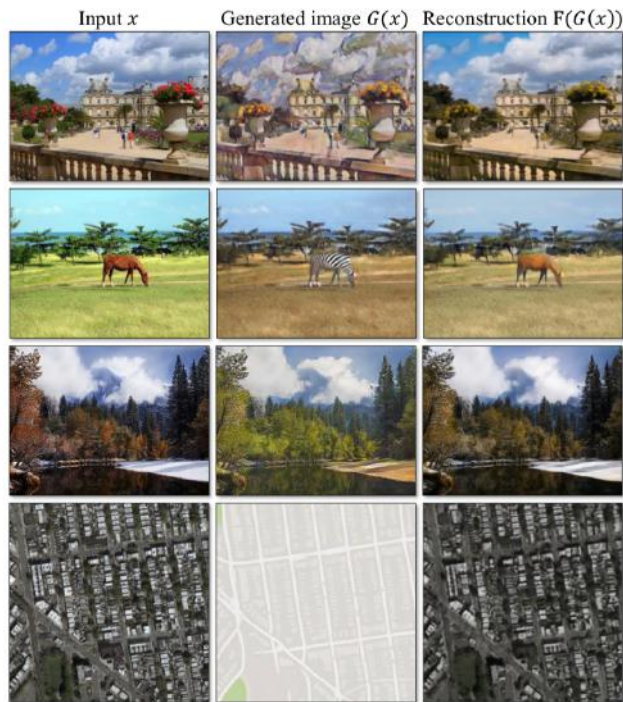 Input x
Generated image G(x)
Reconstruction F(G(x))